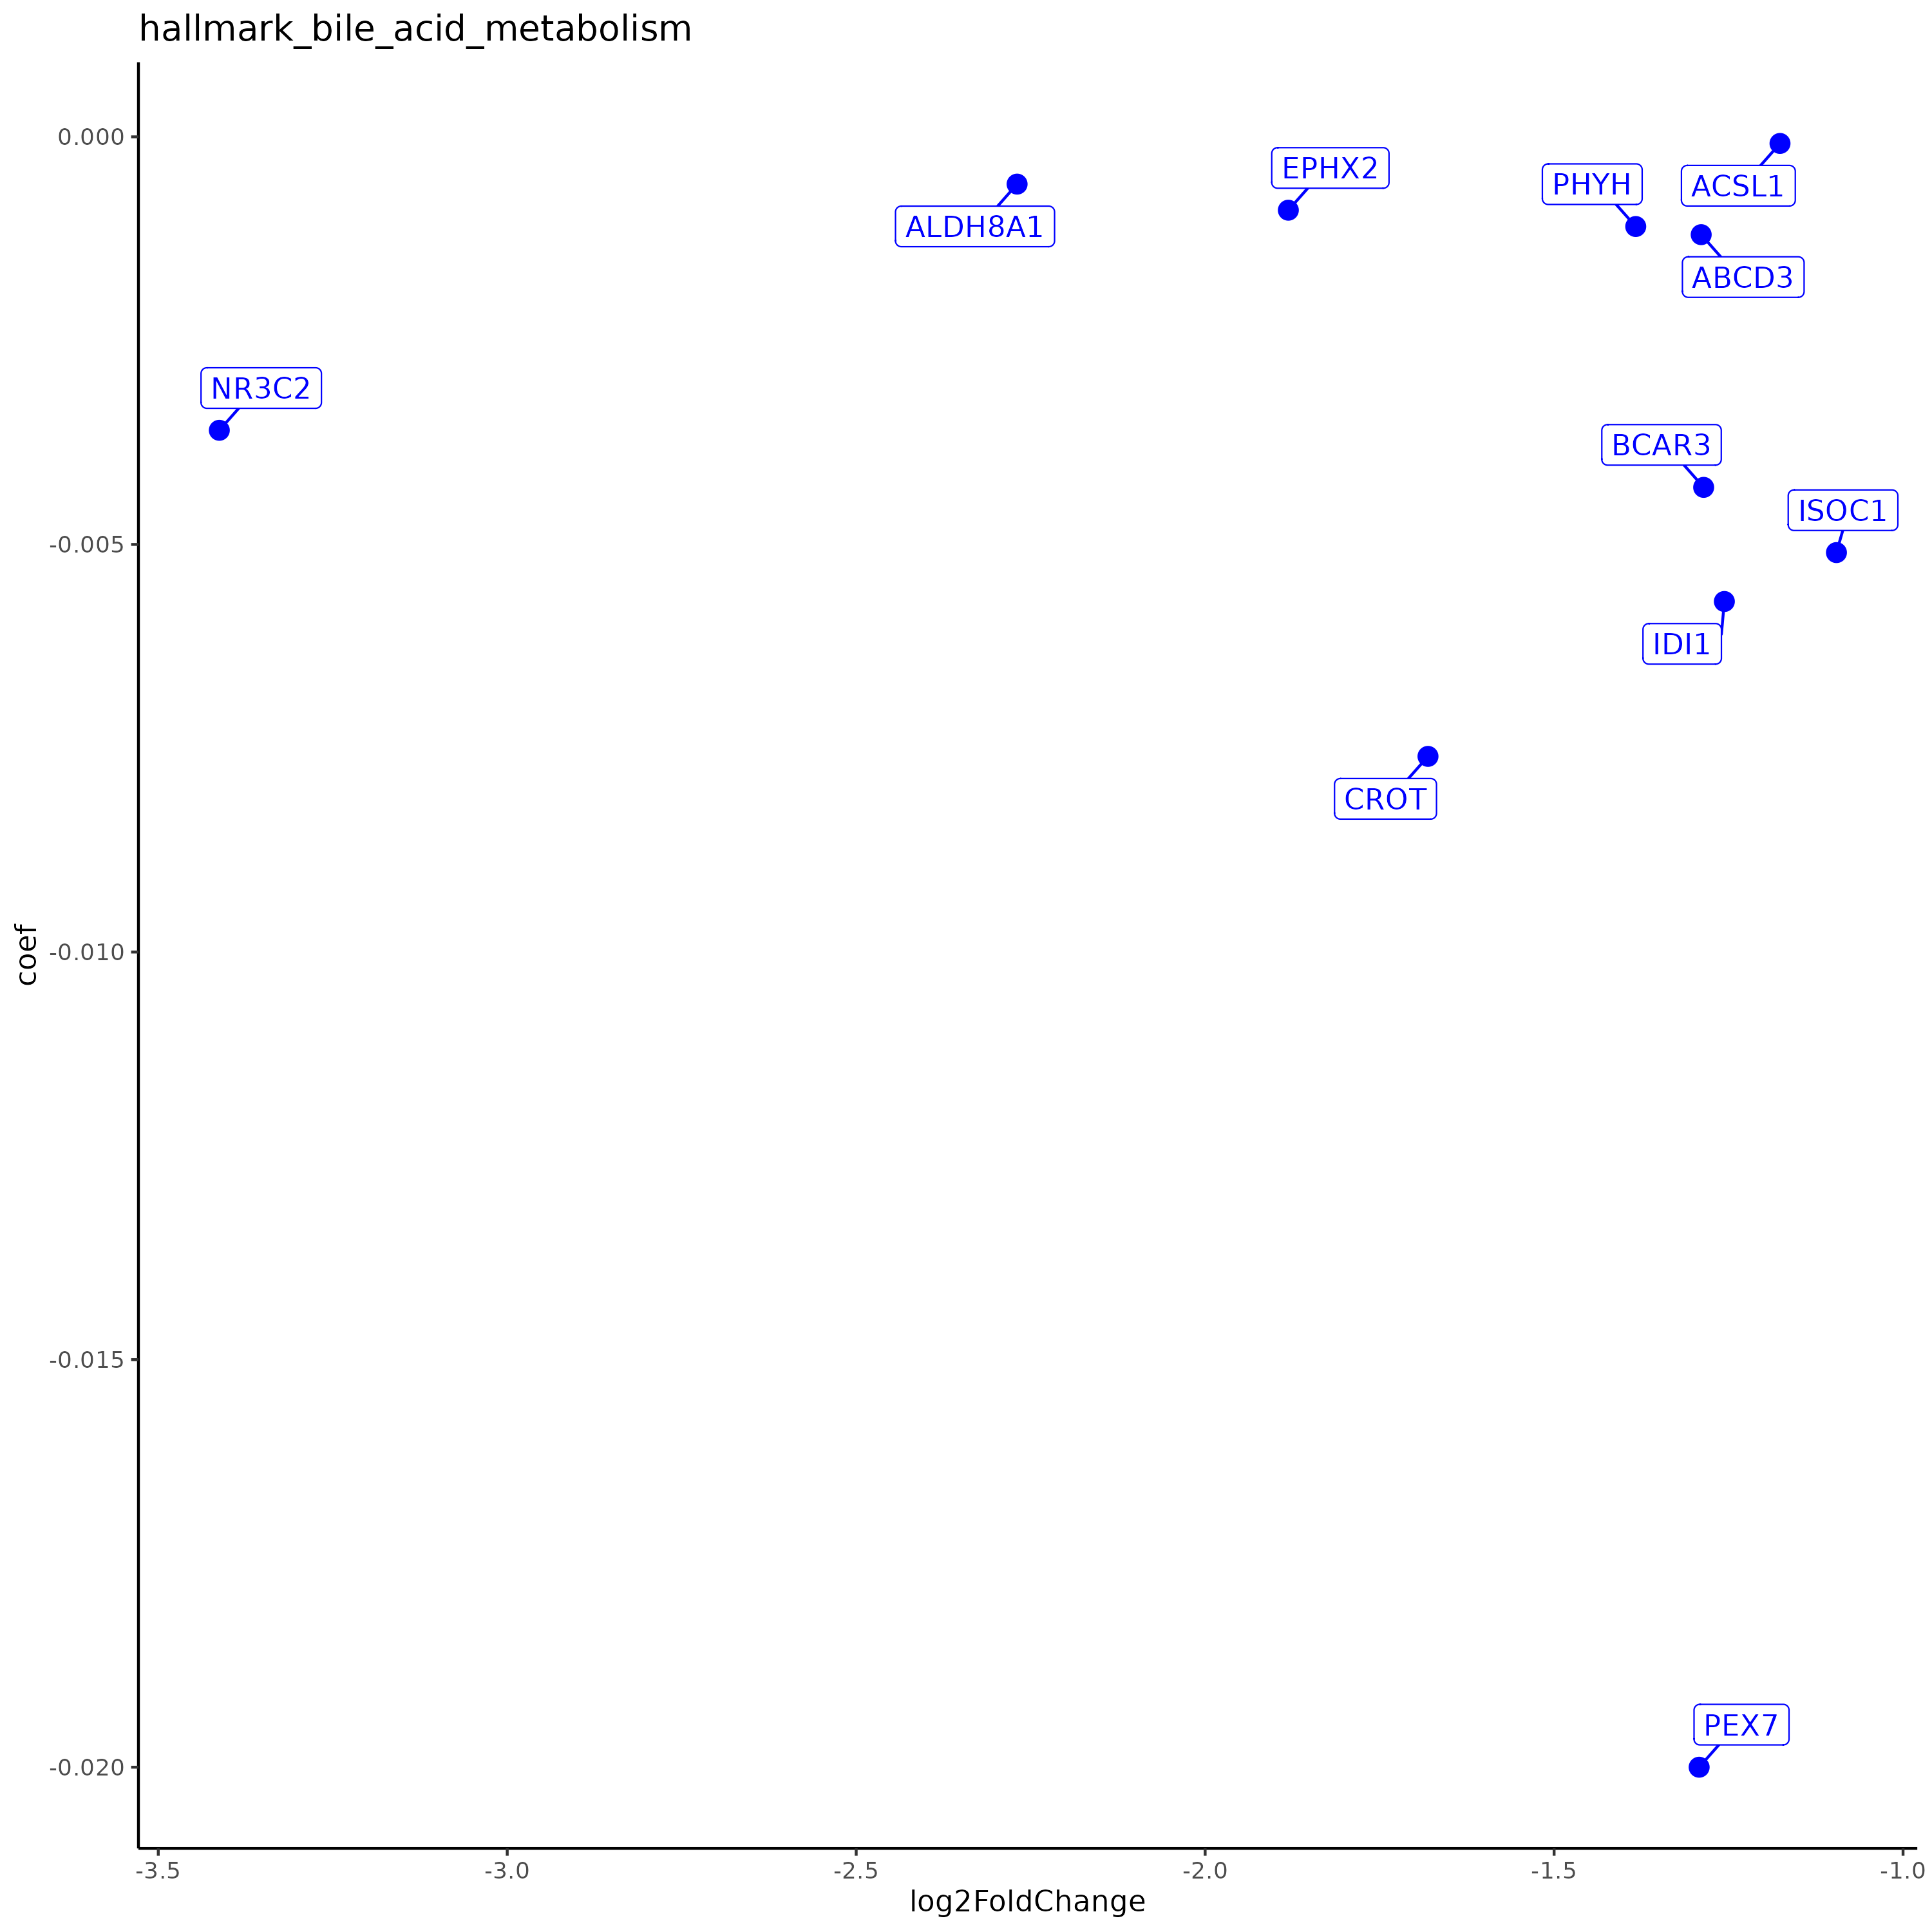 hallmark_bile_acid_metabolism
0.000
-0.005
-0.010
-0.015
-0.020
coef
EPHX2
PHYH
ACSL1
ALDH8A1
ABCD3
NR3C2
BCAR3
ISOC1
IDI1
CROT
PEX7
-3.5
-3.0
-2.5
-2.0
-1.5
-1.0
log2FoldChange